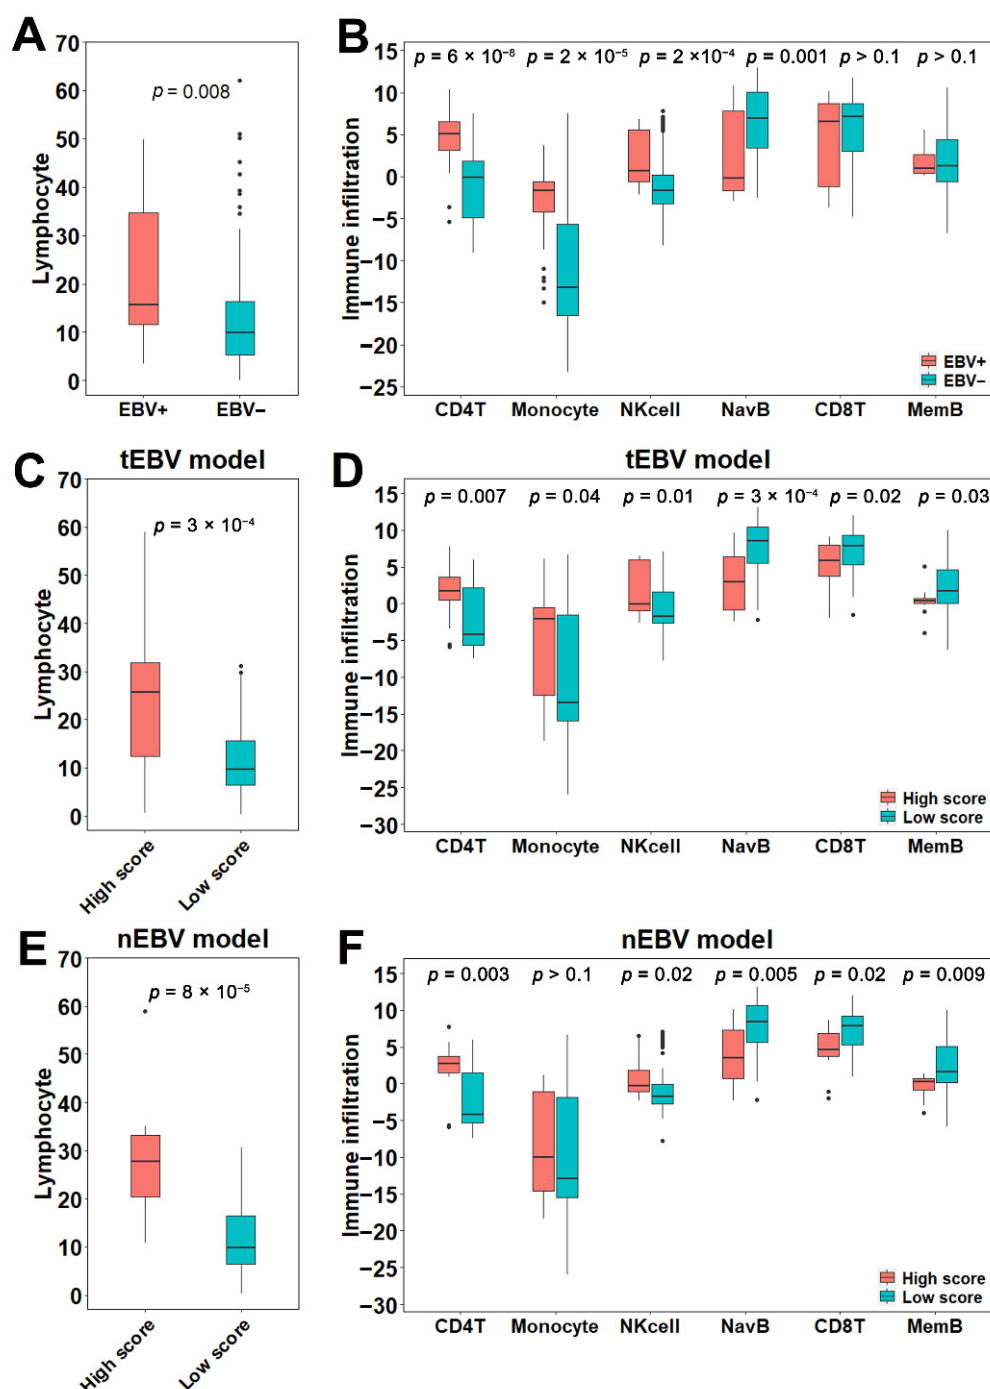 A
70
60
50
40
30
20
10
0
Lymphocyte
p = 0.008
EBV+ EBV−
B
15
10
5
0
−5
−10
−15
−20
−25
Immune infiltration
p = 6 × 10⁻⁸ p = 2 × 10⁻⁵ p = 2 ×10⁻⁴ p = 0.001 p > 0.1 p > 0.1
EBV+
EBV−
CD4T Monocyte NKcell NavB CD8T MemB
C
tEBV model
70
60
50
40
30
20
10
0
Lymphocyte
p = 3 × 10⁻⁴
High score Low score
D
tEBV model
15
10
5
0
−5
−10
−15
−20
−25
−30
Immune infiltration
p = 0.007 p = 0.04 p = 0.01 p = 3 × 10⁻⁴ p = 0.02 p = 0.03
High score
Low score
CD4T Monocyte NKcell NavB CD8T MemB
E
nEBV model
70
60
50
40
30
20
10
0
Lymphocyte
p = 8 × 10⁻⁵
High score Low score
F
nEBV model
15
10
5
0
−5
−10
−15
−20
−25
−30
Immune infiltration
p = 0.003 p > 0.1 p = 0.02 p = 0.005 p = 0.02 p = 0.009
High score
Low score
CD4T Monocyte NKcell NavB CD8T MemB